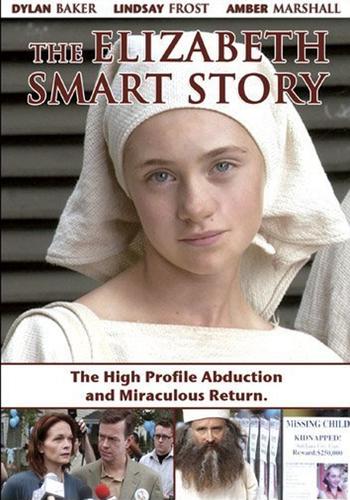 DYLAN BAKER LINDSAY FROST AMBER MARSHALL
THE ELIZABETH
SMART STORY
The High Profile Abduction
and Miraculous Return.
MISSING CHILD
KIDNAPPED!
Reward:$250,000